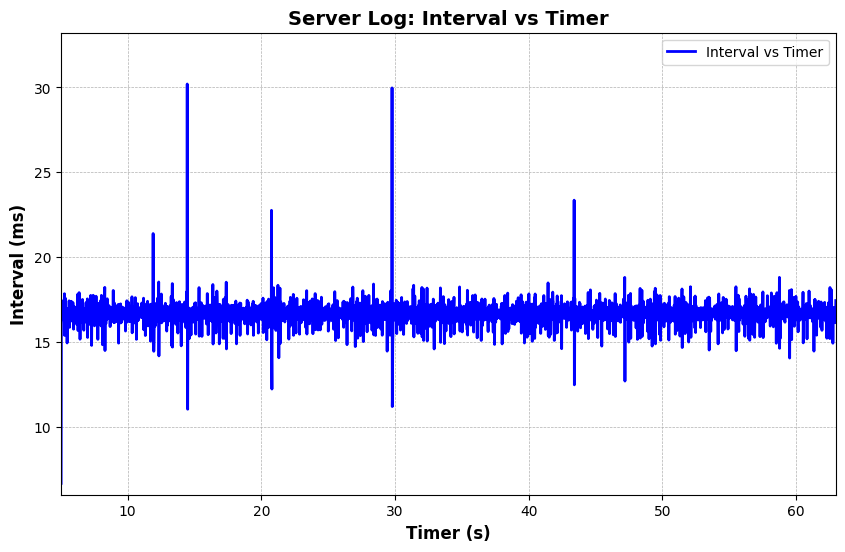 Server Log: Interval vs Timer
Interval vs Timer
30
25
20
15
10
Interval (ms)
10 20 30 40 50 60
Timer (s)